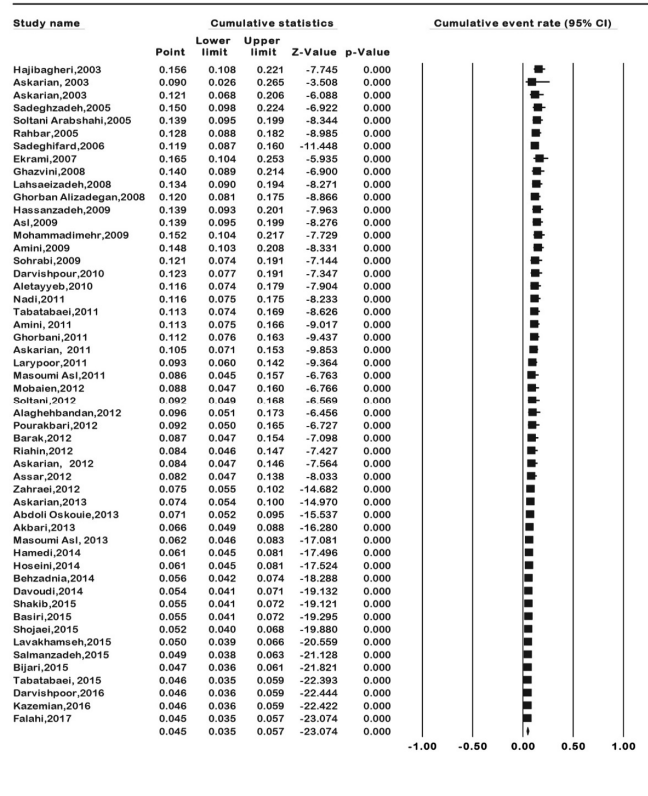 Study name Cumulative statistics Cumulative event rate (95% CI)
Lower Upper
Point limit limit Z-Value p-Value
Hajibagheri,2003 0.156 0.108 0.221 -7.745 0.000
Askarian, 2003 0.090 0.026 0.265 -3.508 0.000
Askarian,2003 0.121 0.068 0.206 -6.088 0.000
Sadeghzadeh,2005 0.150 0.098 0.224 -6.922 0.000
Soltani Arabshahi,2005 0.139 0.095 0.199 -8.344 0.000
Rahbar,2005 0.128 0.088 0.182 -8.985 0.000
Sadeghifard,2006 0.119 0.087 0.160 -11.448 0.000
Ekrami,2007 0.165 0.104 0.253 -5.935 0.000
Ghazvini,2008 0.140 0.089 0.214 -6.900 0.000
Lahsaeizadeh,2008 0.134 0.090 0.194 -8.271 0.000
Ghorban Alizadegan,2008 0.120 0.081 0.175 -8.866 0.000
Hassanzadeh,2009 0.139 0.093 0.201 -7.963 0.000
Asl,2009 0.139 0.095 0.199 -8.276 0.000
Mohammadimehr,2009 0.152 0.104 0.217 -7.729 0.000
Amini,2009 0.148 0.103 0.208 -8.331 0.000
Sohrabi,2009 0.121 0.074 0.191 -7.144 0.000
Darvishpour,2010 0.123 0.077 0.191 -7.347 0.000
Aletayyeb,2010 0.116 0.074 0.179 -7.904 0.000
Nadi,2011 0.116 0.075 0.175 -8.233 0.000
Tabatabaei,2011 0.113 0.074 0.169 -8.626 0.000
Amini, 2011 0.113 0.075 0.166 -9.017 0.000
Ghorbani,2011 0.112 0.076 0.163 -9.437 0.000
Askarian, 2011 0.105 0.071 0.153 -9.853 0.000
Larypoor,2011 0.093 0.060 0.142 -9.364 0.000
Masoumi Asl,2011 0.086 0.045 0.157 -6.763 0.000
Mobaien,2012 0.088 0.047 0.160 -6.766 0.000
Soltani,2012 0.092 0.049 0.168 -6.569 0.000
Alaghehbandan,2012 0.096 0.051 0.173 -6.456 0.000
Pourakbari,2012 0.092 0.050 0.165 -6.727 0.000
Barak,2012 0.087 0.047 0.154 -7.098 0.000
Riahin,2012 0.084 0.046 0.147 -7.427 0.000
Askarian, 2012 0.084 0.047 0.146 -7.564 0.000
Assar,2012 0.082 0.047 0.138 -8.033 0.000
Zahraei,2012 0.075 0.055 0.102 -14.682 0.000
Askarian,2013 0.074 0.054 0.100 -14.970 0.000
Abdoli Oskouie,2013 0.071 0.052 0.095 -15.537 0.000
Akbari,2013 0.066 0.049 0.088 -16.280 0.000
Masoumi Asl, 2013 0.062 0.046 0.083 -17.081 0.000
Hamedi,2014 0.061 0.045 0.081 -17.496 0.000
Hoseini,2014 0.061 0.045 0.081 -17.524 0.000
Behzadnia,2014 0.056 0.042 0.074 -18.288 0.000
Davoudi,2014 0.054 0.041 0.071 -19.132 0.000
Shakib,2015 0.055 0.041 0.072 -19.121 0.000
Basiri,2015 0.055 0.041 0.072 -19.295 0.000
Shojaei,2015 0.052 0.040 0.068 -19.880 0.000
Lavakhamseh,2015 0.050 0.039 0.066 -20.559 0.000
Salmanzadeh,2015 0.049 0.038 0.063 -21.128 0.000
Bijari,2015 0.047 0.036 0.061 -21.821 0.000
Tabatabaei, 2015 0.046 0.035 0.059 -22.393 0.000
Darvishpoor,2016 0.046 0.036 0.059 -22.444 0.000
Kazemian,2016 0.046 0.036 0.059 -22.422 0.000
Falahi,2017 0.045 0.035 0.057 -23.074 0.000
0.045 0.035 0.057 -23.074 0.000
-1.00 -0.50 0.00 0.50 1.00